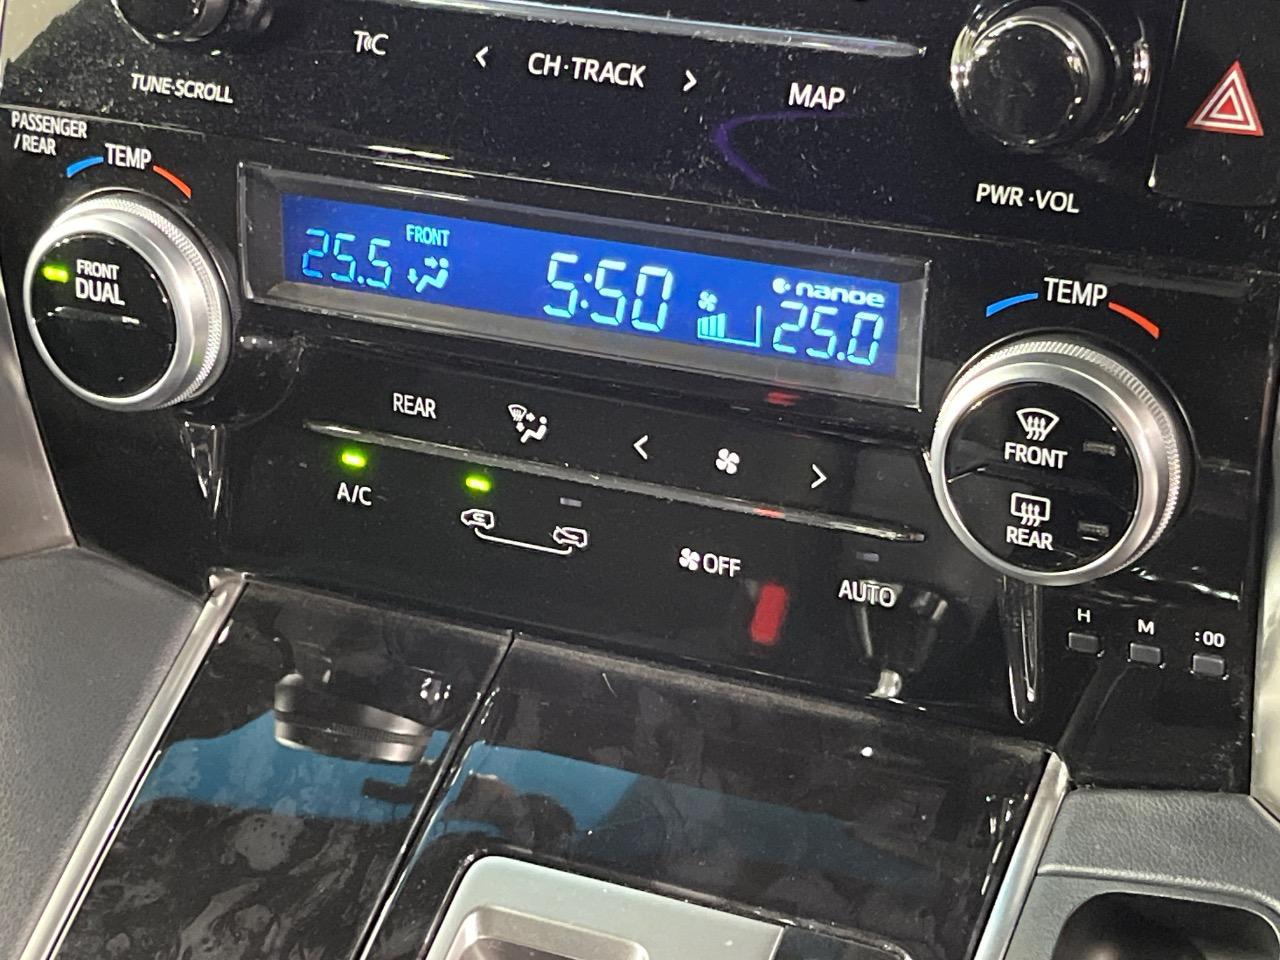 TUNE·SCROLL
CH·TRACK
MAP
PWR·VOL
PASSENGER
/REAR
TEMP
FRONT
DUAL
25.5
FRONT
5:50
nanoe
25.0
TEMP
REAR
A/C
OFF
AUTO
FRONT
REAR
H
M
:00